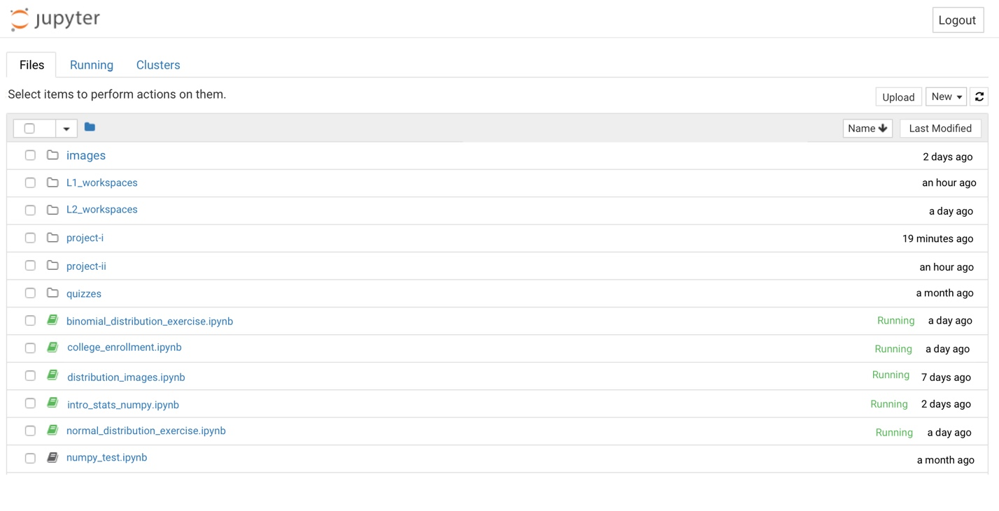 jupyter
Logout
Files Running Clusters
Select items to perform actions on them.
Upload New
Name Last Modified
images 2 days ago
L1_workspaces an hour ago
L2_workspaces a day ago
project-i 19 minutes ago
project-ii an hour ago
quizzes a month ago
binomial_distribution_exercise.ipynb Running a day ago
college_enrollment.ipynb Running a day ago
distribution_images.ipynb Running 7 days ago
intro_stats_numpy.ipynb Running 2 days ago
normal_distribution_exercise.ipynb Running a day ago
numpy_test.ipynb a month ago